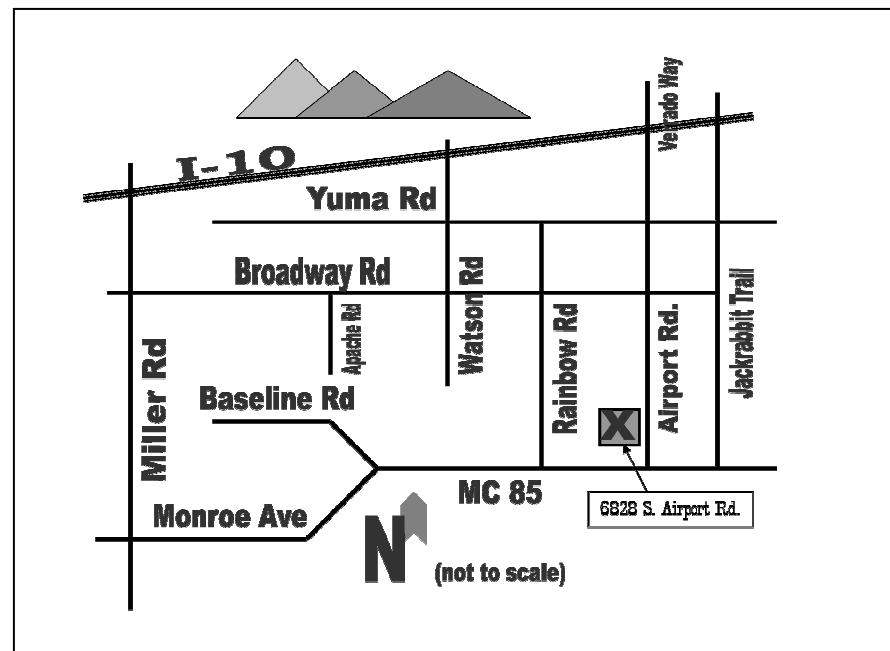 Verrado Way
I-10
Yuma Rd
Broadway Rd
Watson Rd
Apache Rd
Rainbow Rd
Airport Rd.
Jackrabbit Trail
Miller Rd
Baseline Rd
X
MC 85
6828 S. Airport Rd.
Monroe Ave
N
(not to scale)